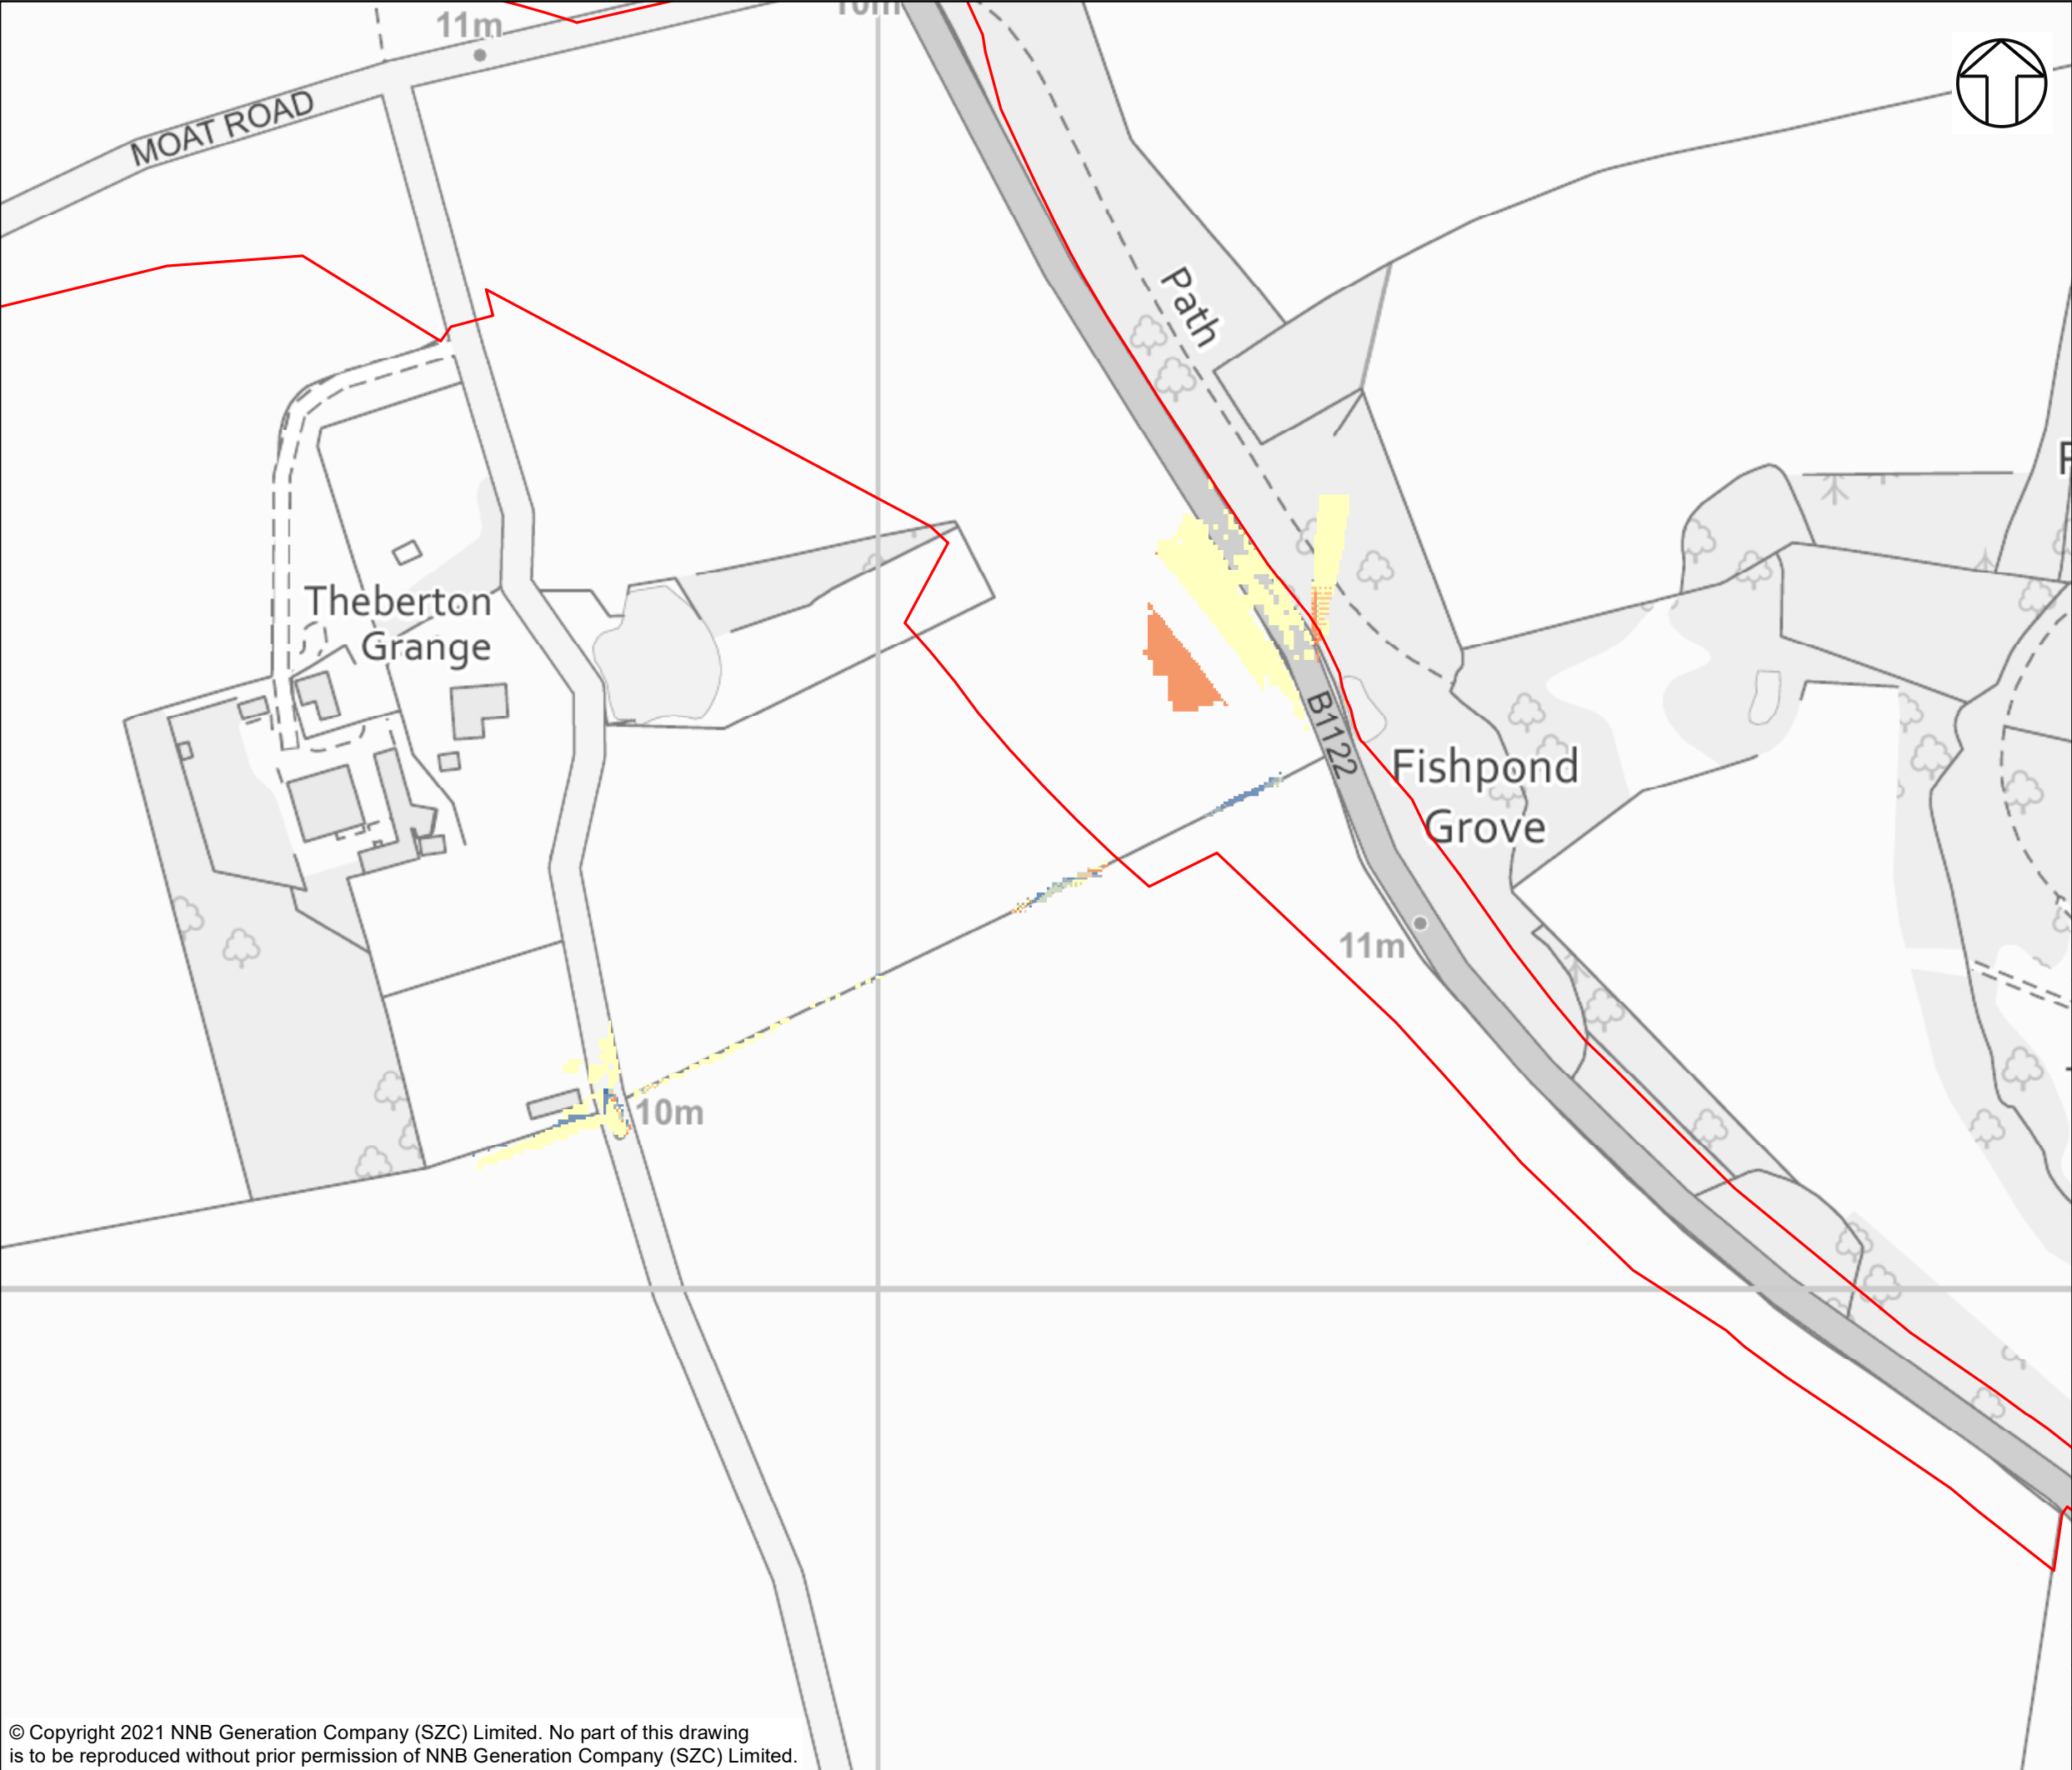 11m
10m
MOAT ROAD
Path
Theberton
Grange
B1122
Fishpond
Grove
11m
10m
© Copyright 2021 NNB Generation Company (SZC) Limited. No part of this drawing
is to be reproduced without prior permission of NNB Generation Company (SZC) Limited.